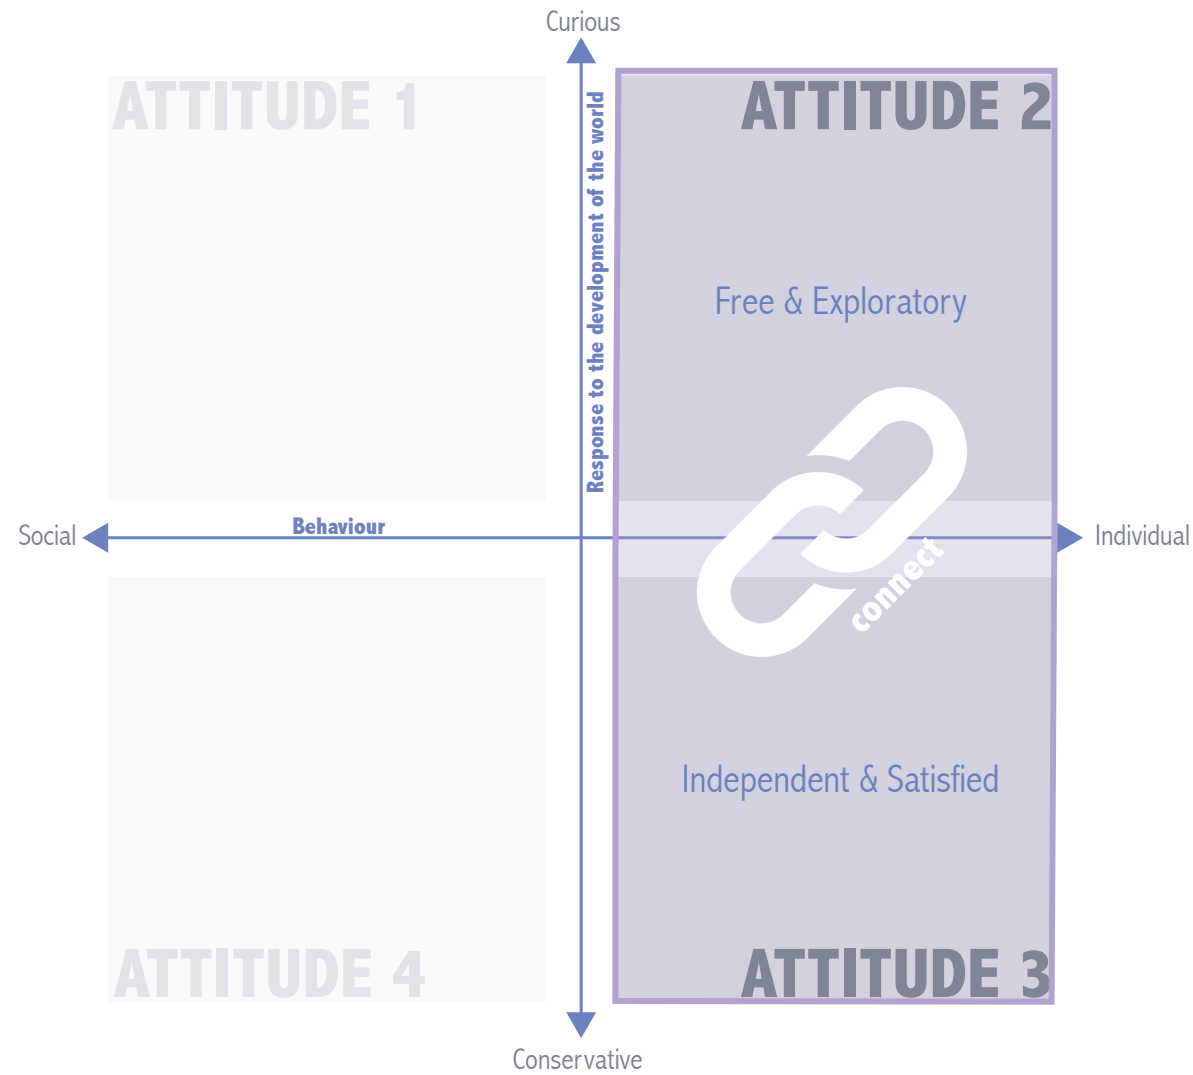 Curious
ATTITUDE 1
ATTITUDE 2
Response to the development of the world
Free & Exploratory
Social
Behaviour
Individual
connect
Independent & Satisfied
ATTITUDE 4
ATTITUDE 3
Conservative